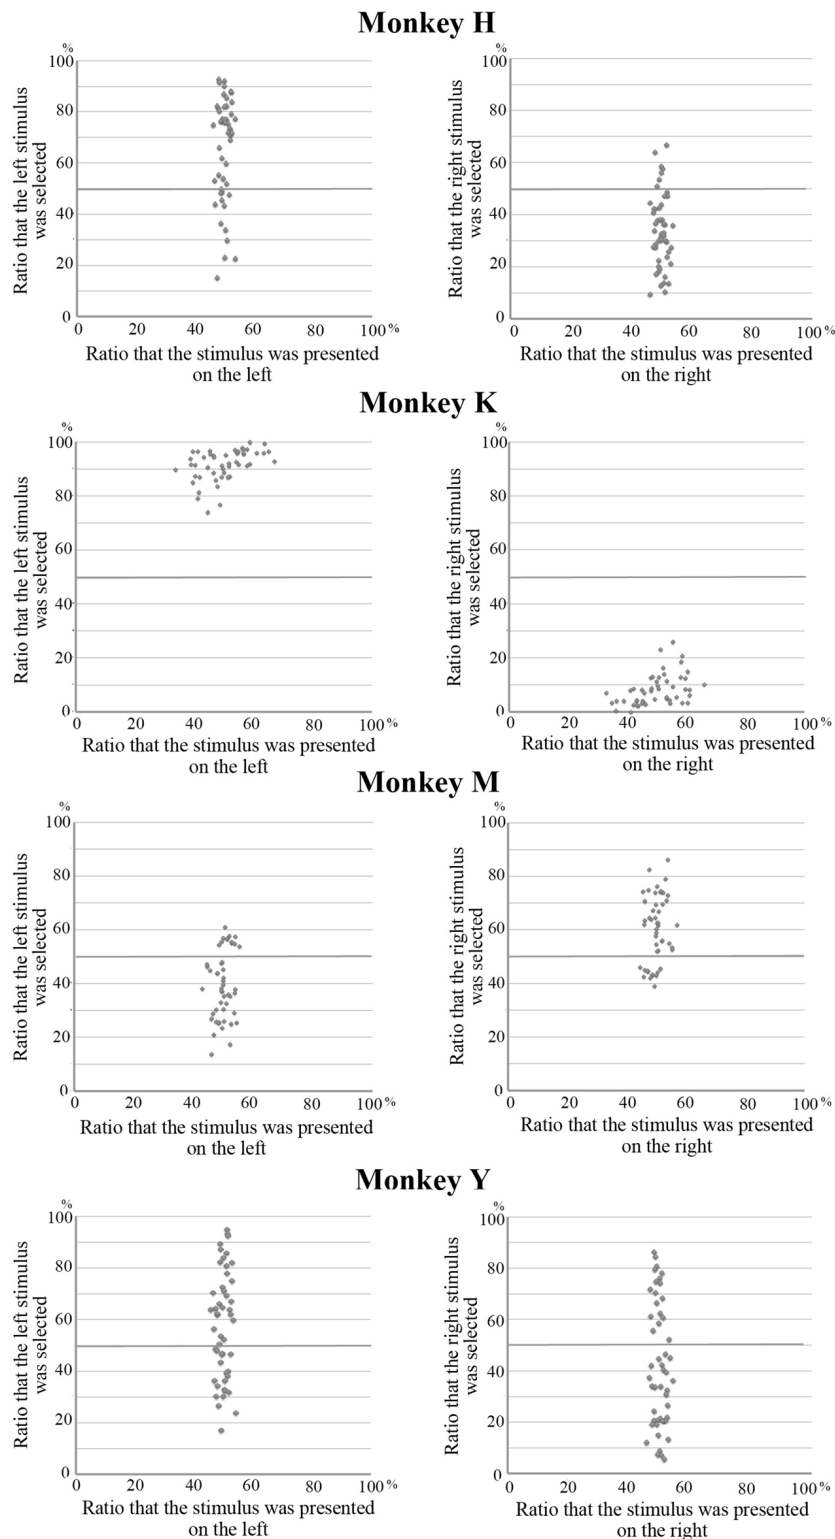 Monkey H
%
100
80
60
40
20
0
0 20 40 60 80 100 %
Ratio that the left stimulus
was selected
Ratio that the stimulus was presented
on the left
%
100
80
60
40
20
0
0 20 40 60 80 100 %
Ratio that the right stimulus
was selected
Ratio that the stimulus was presented
on the right
Monkey K
%
100
80
60
40
20
0
0 20 40 60 80 100 %
Ratio that the left stimulus
was selected
Ratio that the stimulus was presented
on the left
%
100
80
60
40
20
0
0 20 40 60 80 100 %
Ratio that the right stimulus
was selected
Ratio that the stimulus was presented
on the right
Monkey M
%
100
80
60
40
20
0
0 20 40 60 80 100 %
Ratio that the left stimulus
was selected
Ratio that the stimulus was presented
on the left
%
100
80
60
40
20
0
0 20 40 60 80 100 %
Ratio that the right stimulus
was selected
Ratio that the stimulus was presented
on the right
Monkey Y
%
100
80
60
40
20
0
0 20 40 60 80 100 %
Ratio that the left stimulus
was selected
Ratio that the stimulus was presented
on the left
%
100
80
60
40
20
0
0 20 40 60 80 100 %
Ratio that the right stimulus
was selected
Ratio that the stimulus was presented
on the right